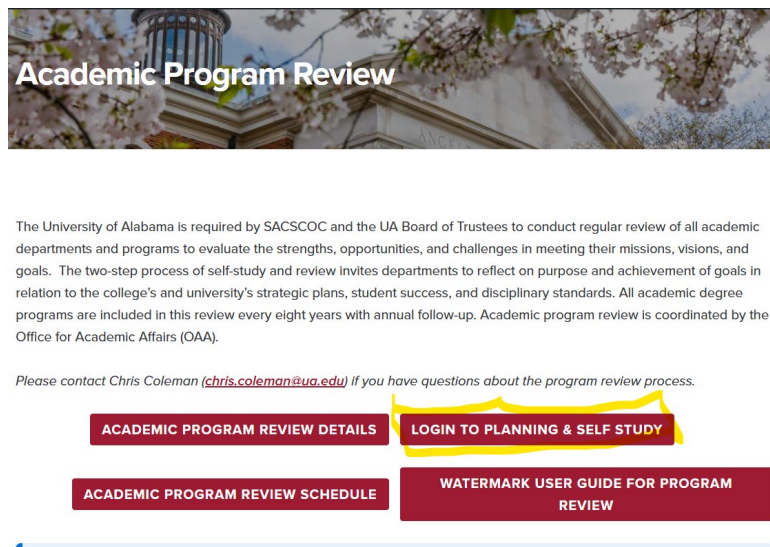 Academic Program Review
The University of Alabama is required by SACSCOC and the UA Board of Trustees to conduct regular review of all academic
departments and programs to evaluate the strengths, opportunities, and challenges in meeting their missions, visions, and
goals. The two-step process of self-study and review invites departments to reflect on purpose and achievement of goals in
relation to the college's and university's strategic plans, student success, and disciplinary standards. All academic degree
programs are included in this review every eight years with annual follow-up. Academic program review is coordinated by the
Office for Academic Affairs (OAA).
Please contact Chris Coleman (chris.coleman@ua.edu) if you have questions about the program review process.
ACADEMIC PROGRAM REVIEW DETAILS
LOGIN TO PLANNING & SELF STUDY
ACADEMIC PROGRAM REVIEW SCHEDULE
WATERMARK USER GUIDE FOR PROGRAM
REVIEW